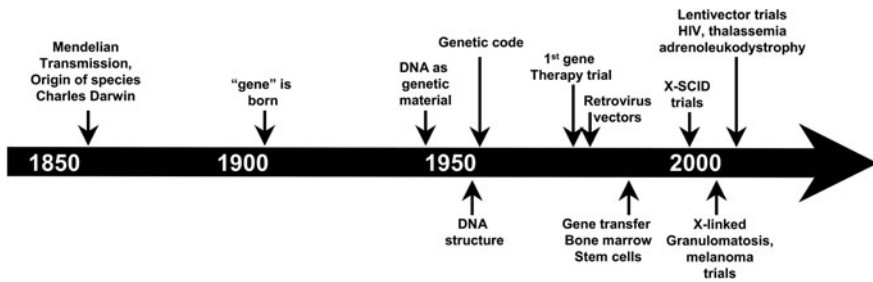 Mendelian
Transmission,
Origin of species
Charles Darwin
“gene” is
born
DNA as
genetic
material
Genetic code
1st gene
Therapy trial
Retrovirus
vectors
X-SCID
trials
Lentivector trials
HIV, thalassemia
adrenoleukodystrophy
1850
1900
1950
2000
DNA
structure
Gene transfer
Bone marrow
Stem cells
X-linked
Granulomatosis,
melanoma
trials